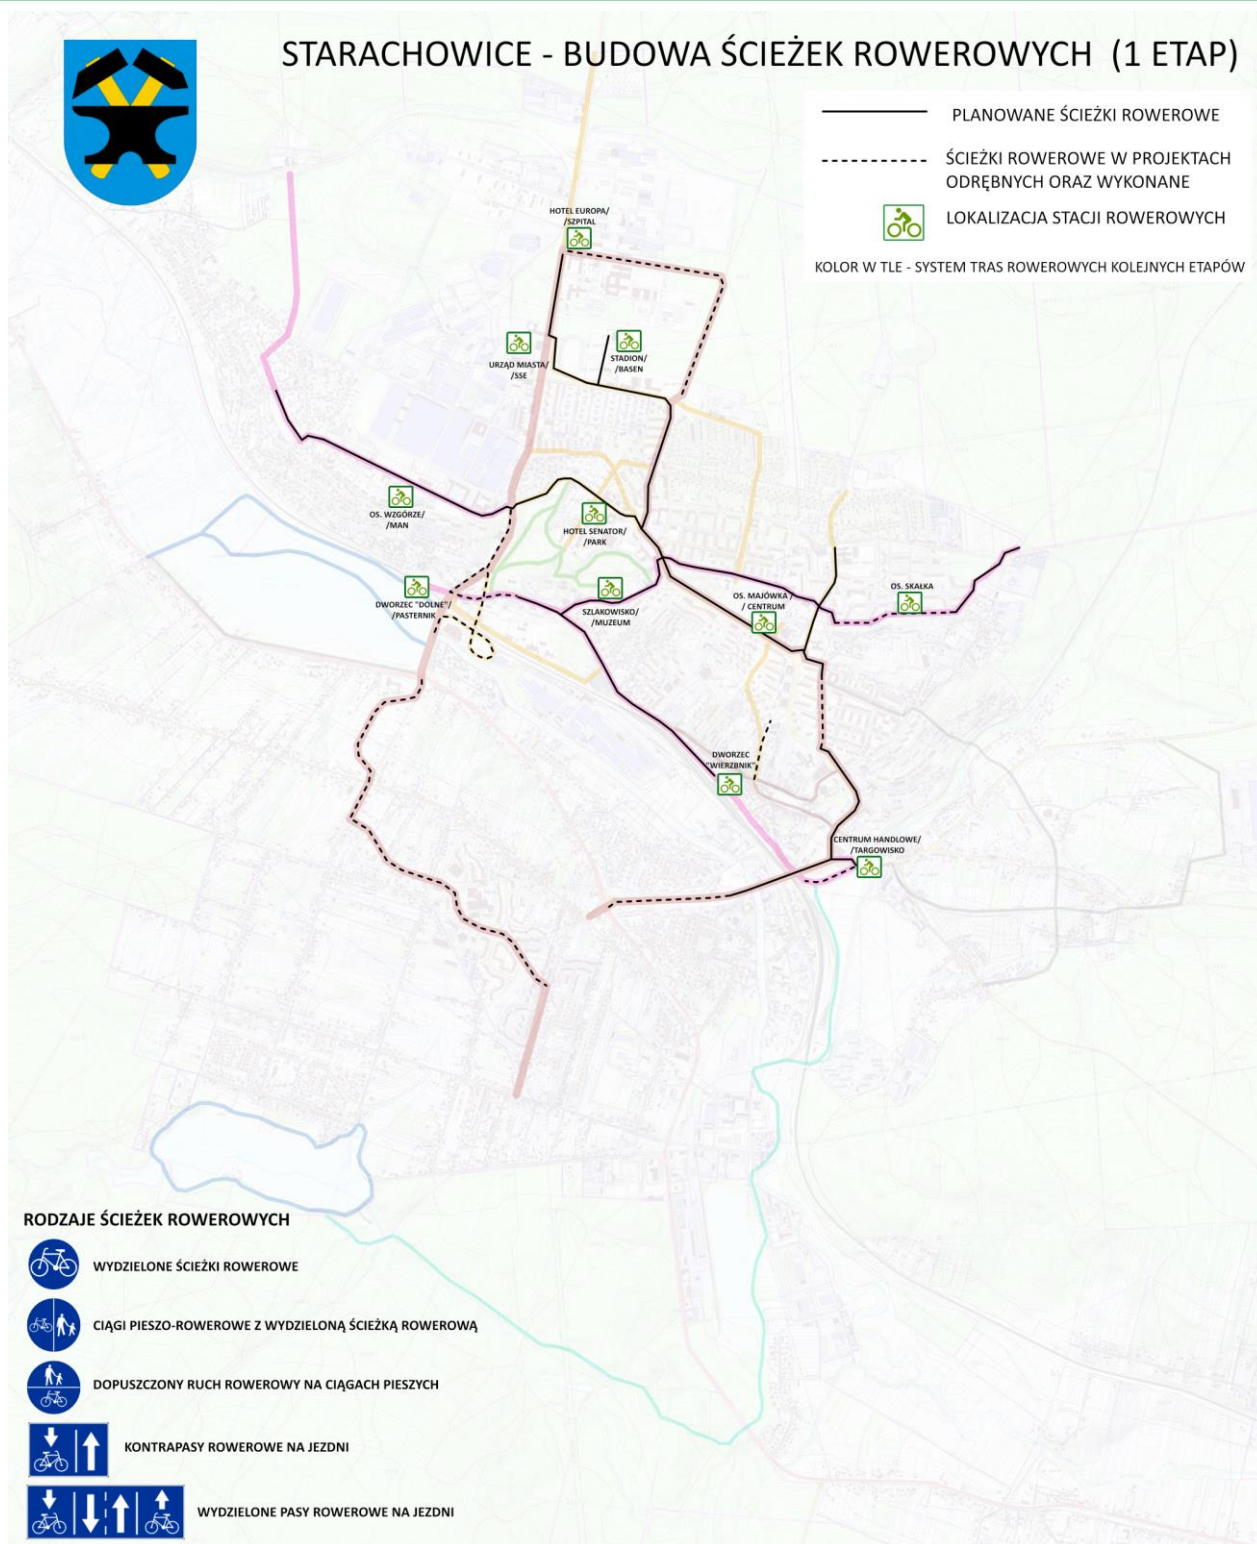 STARACHOWICE - BUDOWA ŚCIEŻEK ROWEROWYCH (1 ETAP)
PLANOWANE ŚCIEŻKI ROWEROWE
ŚCIEŻKI ROWEROWE W PROJEKTACH
ODRĘBNYCH ORAZ WYKONANE
LOKALIZACJA STACJI ROWEROWYCH
KOLOR W TLE - SYSTEM TRAS ROWEROWYCH KOLEJNYCH ETAPÓW
HOTEL EUROPA/
/SZPITAL
URZĄD MIASTA/
/SSE
STADION/
/BASEN
OS. WZGÓRZE/
/MAN
HOTEL SENATOR/
/PARK
DWORZEC "DOLNE"/
/PASTERNIK
SZLAKOWISKO/
/MUZEUM
OS. MAJÓWKA /
/ CENTRUM
OS. SKAŁKA
DWORZEC
"WIERZBNIK"
CENTRUM HANDLOWE/
/TARGOWISKO
RODZAJE ŚCIEŻEK ROWEROWYCH
WYDZIELONE ŚCIEŻKI ROWEROWE
CIĄGI PIESZO-ROWEROWE Z WYDZIELONĄ ŚCIEŻKĄ ROWEROWĄ
DOPUSZCZONY RUCH ROWEROWY NA CIĄGACH PIESZYCH
KONTRAPASY ROWEROWE NA JEZDNI
WYDZIELONE PASY ROWEROWE NA JEZDNI